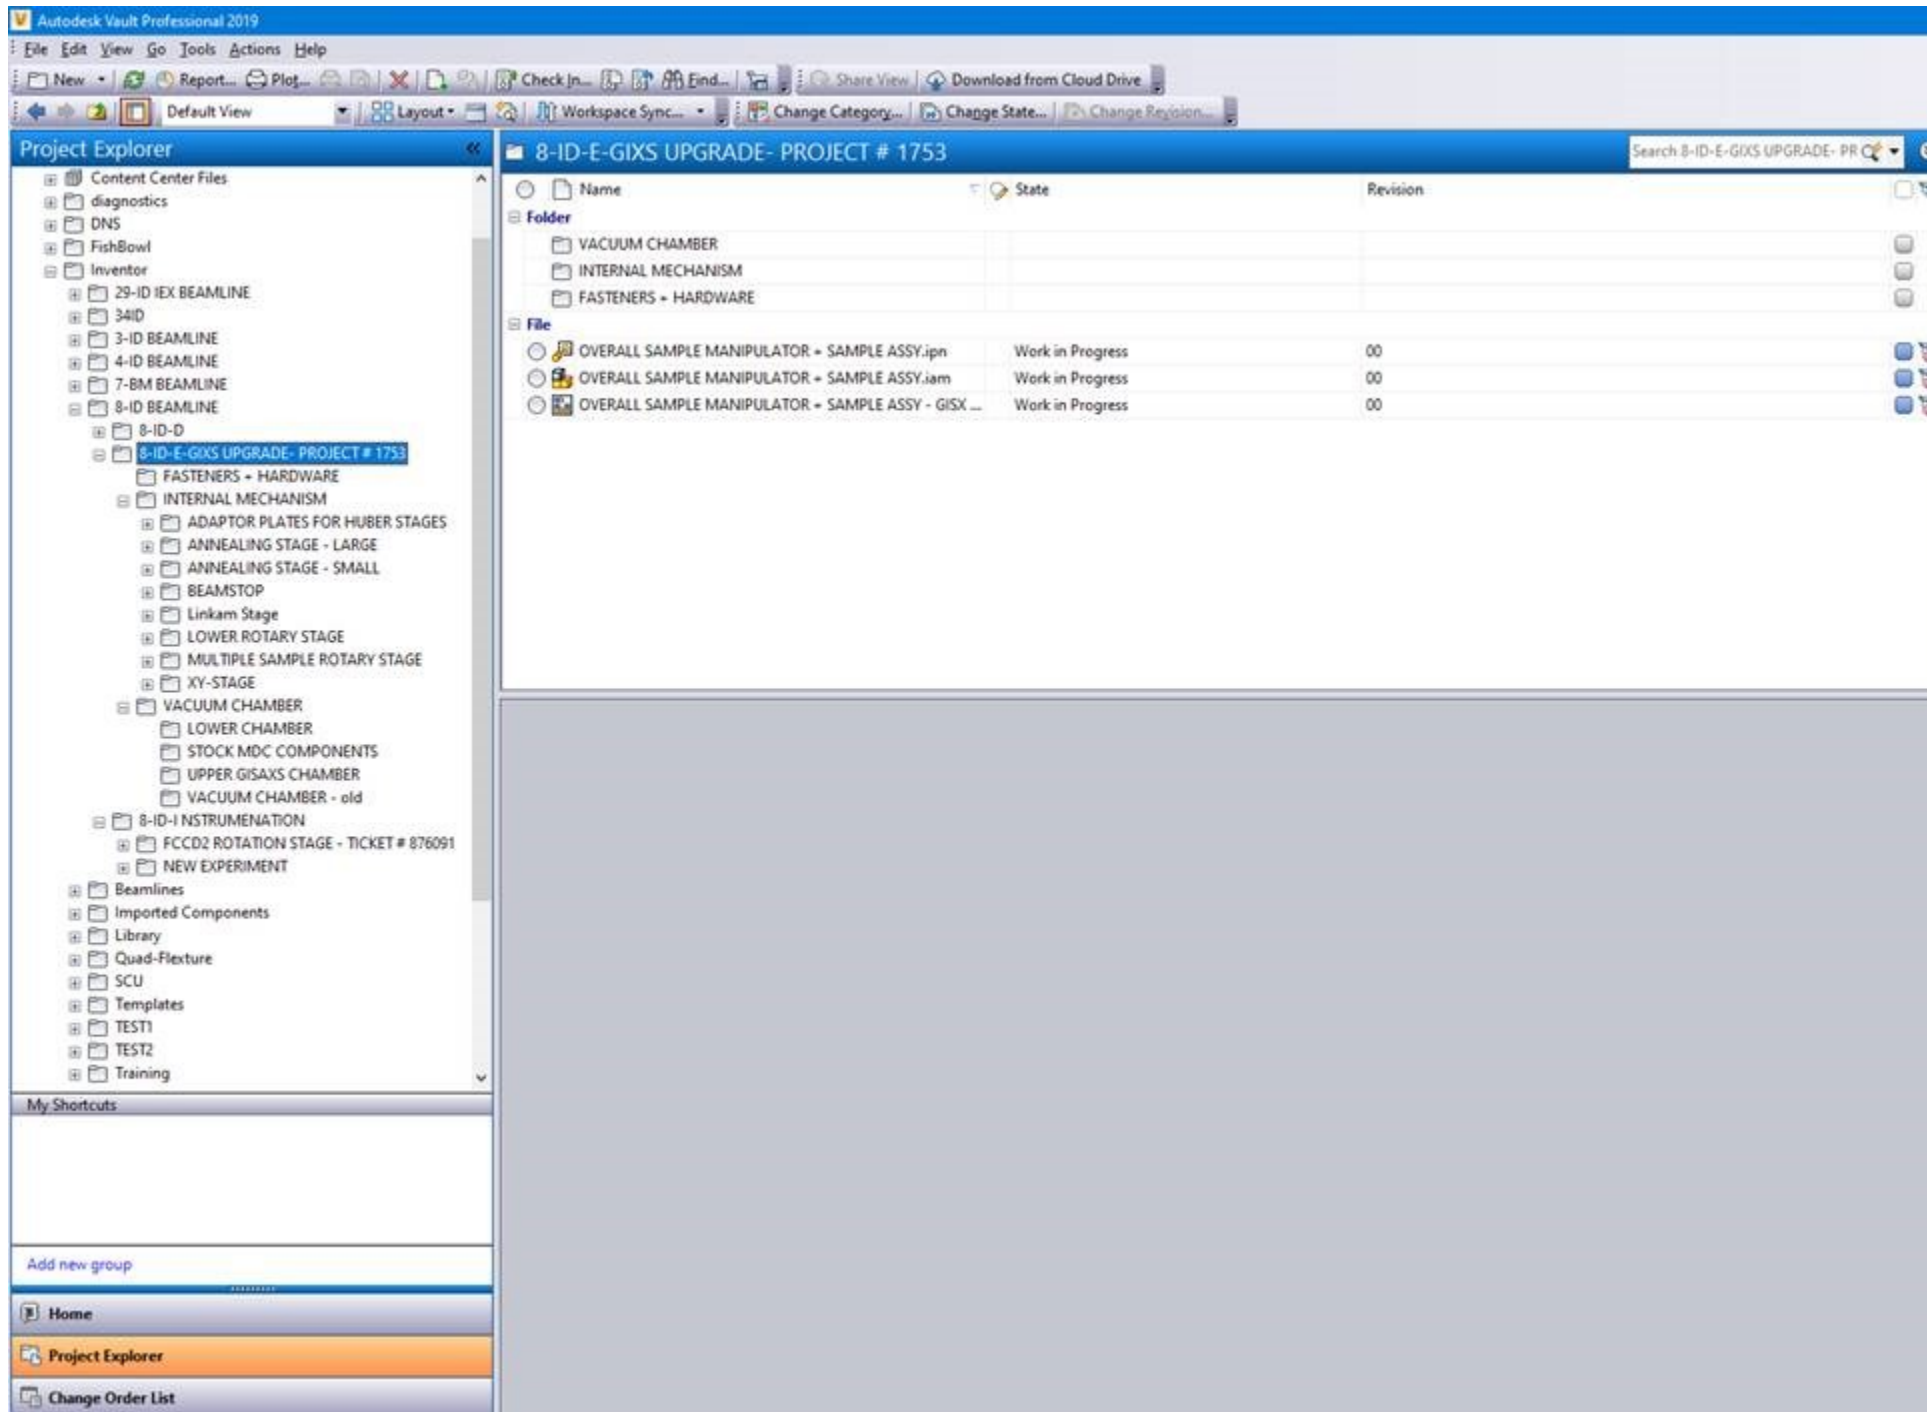 Autodesk Vault Professional 2019
File Edit View Go Tools Actions Help
New Report... Plot... Check In... Find... Share View Download from Cloud Drive
Default View Layout Workspace Sync... Change Category... Change State... Change Revision...
Project Explorer
Content Center Files
diagnostics
DNS
FishBowl
Inventor
29-ID IEX BEAMLINE
34ID
3-ID BEAMLINE
4-ID BEAMLINE
7-BM BEAMLINE
8-ID BEAMLINE
8-ID-D
8-ID-E-GIXS UPGRADE- PROJECT # 1753
FASTENERS + HARDWARE
INTERNAL MECHANISM
ADAPTOR PLATES FOR HUBER STAGES
ANNEALING STAGE - LARGE
ANNEALING STAGE - SMALL
BEAMSTOP
Linkam Stage
LOWER ROTARY STAGE
MULTIPLE SAMPLE ROTARY STAGE
XY-STAGE
VACUUM CHAMBER
LOWER CHAMBER
STOCK MDC COMPONENTS
UPPER GISAXS CHAMBER
VACUUM CHAMBER - old
8-ID-I NSTRUMENATION
FCCD2 ROTATION STAGE - TICKET # 876091
NEW EXPERIMENT
Beamlines
Imported Components
Library
Quad-Flexture
SCU
Templates
TEST1
TEST2
Training
My Shortcuts
Add new group
Home
Project Explorer
Change Order List
8-ID-E-GIXS UPGRADE- PROJECT # 1753
Search 8-ID-E-GIXS UPGRADE- PR
Name State Revision
Folder
VACUUM CHAMBER
INTERNAL MECHANISM
FASTENERS + HARDWARE
File
OVERALL SAMPLE MANIPULATOR + SAMPLE ASSY.ipn Work in Progress 00
OVERALL SAMPLE MANIPULATOR + SAMPLE ASSY.iam Work in Progress 00
OVERALL SAMPLE MANIPULATOR + SAMPLE ASSY - GISX ... Work in Progress 00